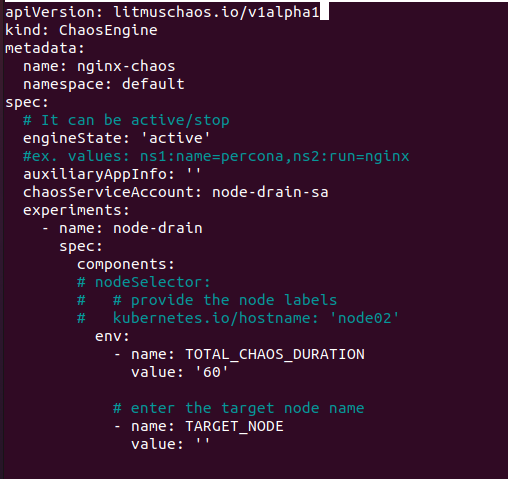 apiVersion: litmuschaos.io/v1alpha1
kind: ChaosEngine
metadata:
  name: nginx-chaos
  namespace: default
spec:
  # It can be active/stop
  engineState: 'active'
  #ex. values: ns1:name=percona,ns2:run=nginx
  auxiliaryAppInfo: ''
  chaosServiceAccount: node-drain-sa
  experiments:
    - name: node-drain
      spec:
        components:
        # nodeSelector:
        #   # provide the node labels
        #   kubernetes.io/hostname: 'node02'
          env:
            - name: TOTAL_CHAOS_DURATION
              value: '60'

            # enter the target node name
            - name: TARGET_NODE
              value: ''